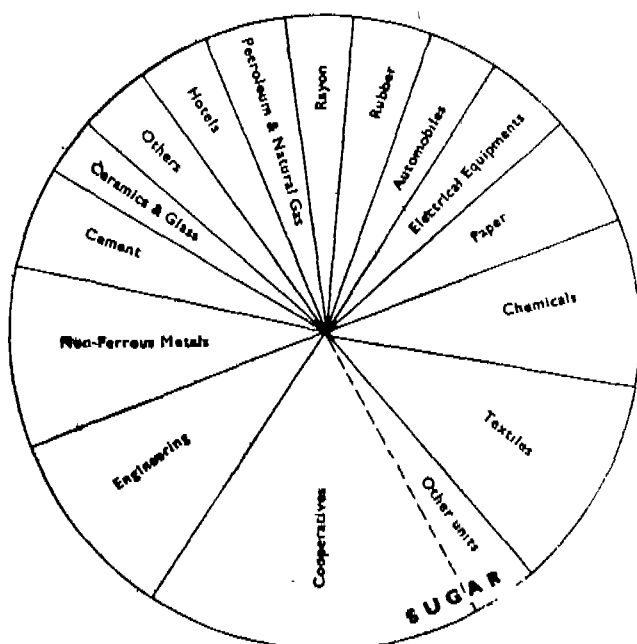 Petroleum & Natural Gas
Rayon
Rubber
Automobiles
Electrical Equipments
Paper
Chemicals
Textiles
Other units
SUGAR
Cooperatives
Engineering
Non-Ferrous Metals
Cement
Ceramics & Glass
Others
Hotels